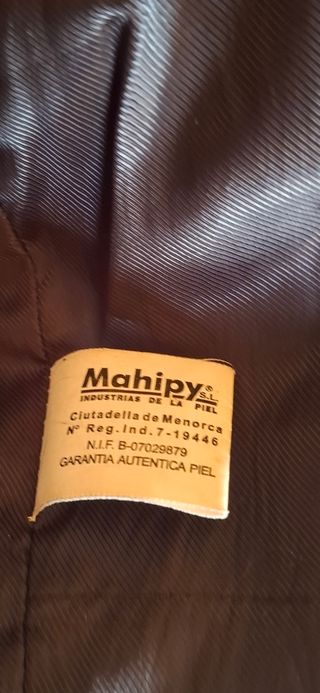 Mahipy® S.L.
INDUSTRIAS DE LA PIEL
Ciutadella de Menorca
Nº Reg. Ind. 7-19446
N.I.F. B-07029879
GARANTIA AUTENTICA PIEL